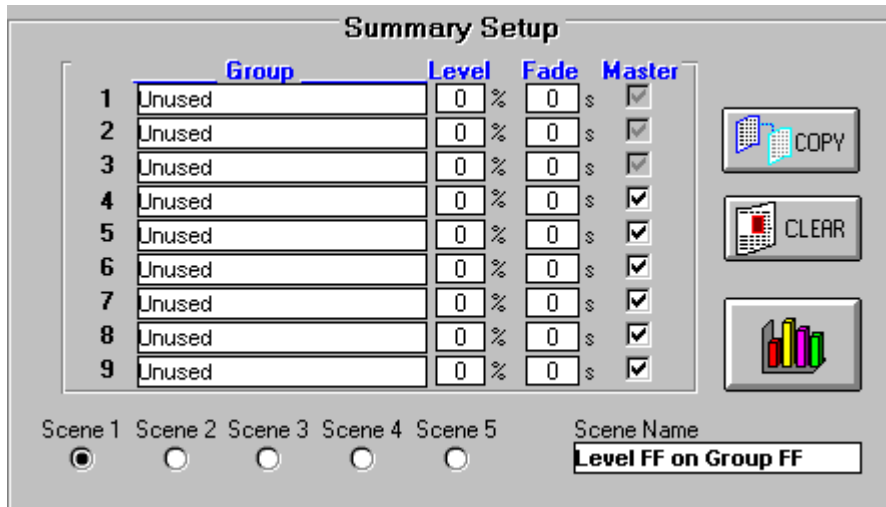 Summary Setup
Group Level Fade Master
1 Unused 0 % 0 s
2 Unused 0 % 0 s
3 Unused 0 % 0 s
4 Unused 0 % 0 s
5 Unused 0 % 0 s
6 Unused 0 % 0 s
7 Unused 0 % 0 s
8 Unused 0 % 0 s
9 Unused 0 % 0 s
COPY
CLEAR
Scene 1 Scene 2 Scene 3 Scene 4 Scene 5
Scene Name
Level FF on Group FF